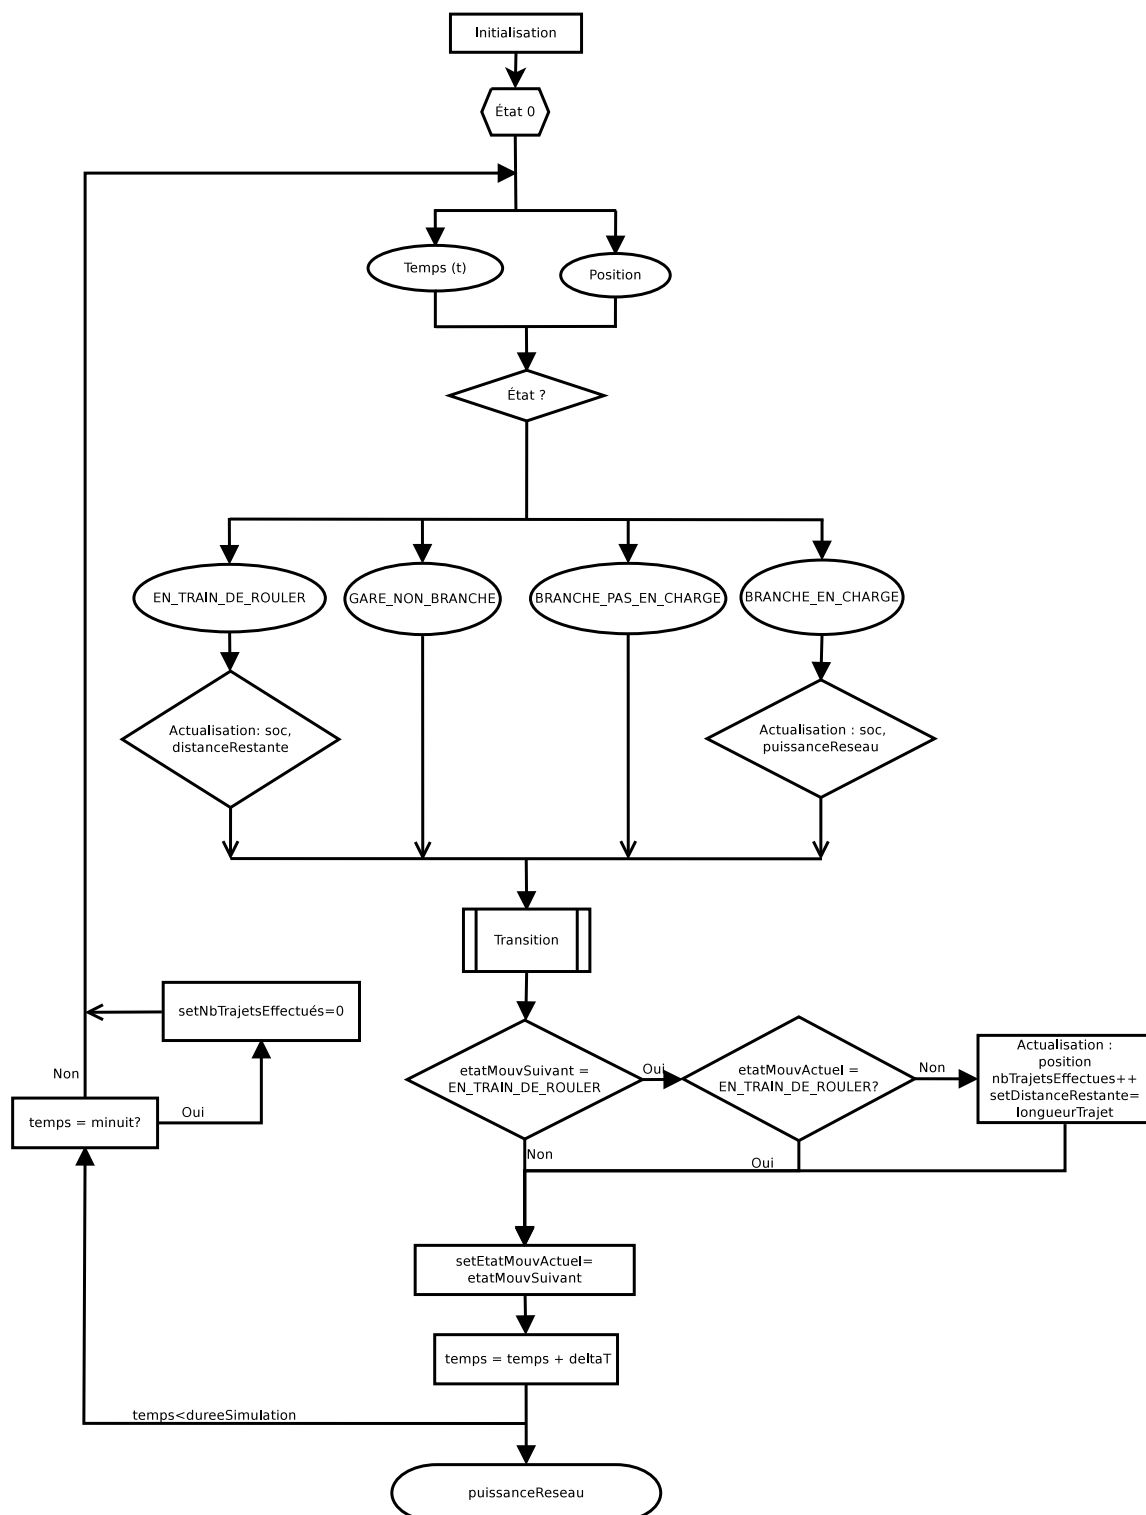 Initialisation
État 0
Temps (t)
Position
État ?
EN_TRAIN_DE_ROULER
GARE_NON_BRANCHE
BRANCHE_PAS_EN_CHARGE
BRANCHE_EN_CHARGE
Actualisation: soc,
distanceRestante
Actualisation : soc,
puissanceReseau
Transition
setNbTrajetsEffectués=0
etatMouvSuivant =
EN_TRAIN_DE_ROULER
Oui
etatMouvActuel =
EN_TRAIN_DE_ROULER?
Non
Actualisation :
position
nbTrajetsEffectues++
setDistanceRestante=
longueurTrajet
Non
temps = minuit?
Oui
Non
Oui
setEtatMouvActuel=
etatMouvSuivant
temps = temps + deltaT
temps<dureeSimulation
puissanceReseau